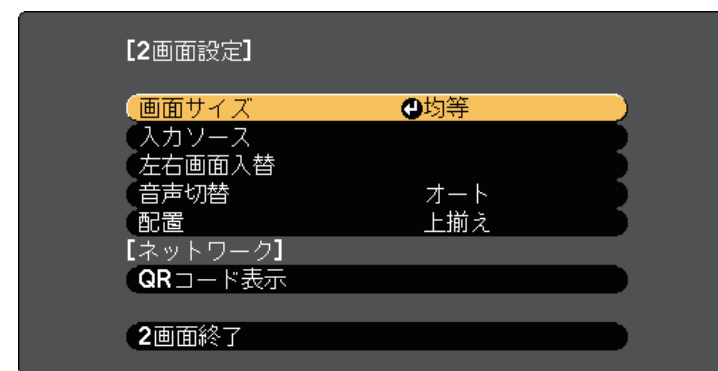 [2画面設定]
画面サイズ 均等
入力ソース
左右画面入替
音声切替 オート
配置 上揃え
[ネットワーク]
QRコード表示
2画面終了